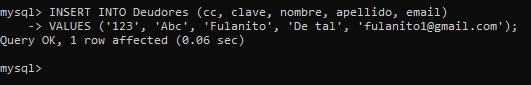 mysql> INSERT INTO Deudores (cc, clave, nombre, apellido, email)
    -> VALUES ('123', 'Abc', 'Fulanito', 'De tal', 'fulanito1@gmail.com');
Query OK, 1 row affected (0.06 sec)
mysql>